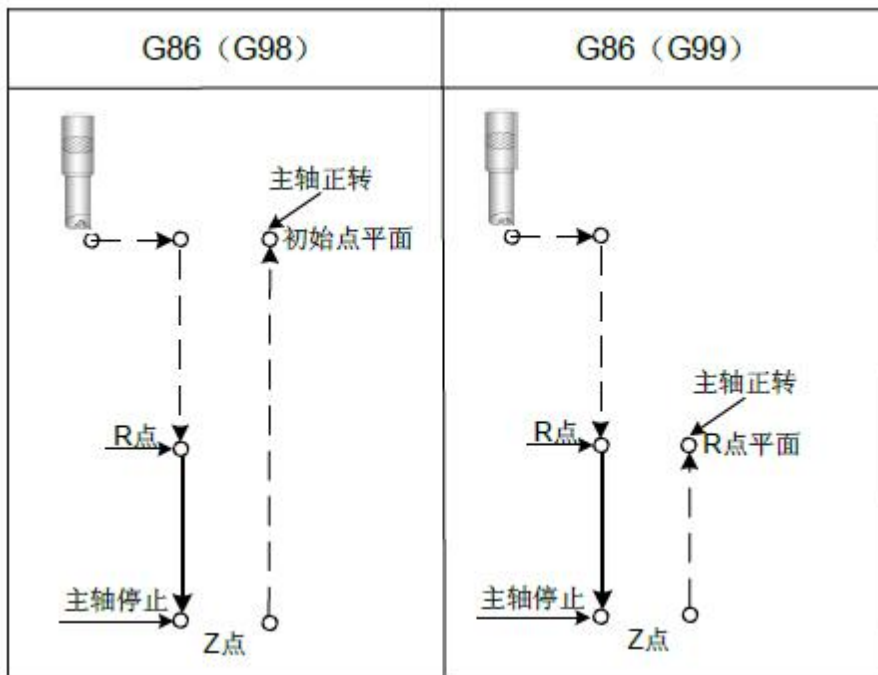 G86（G98）
G86（G99）
主轴正转
初始点平面
R点
主轴停止
Z点
主轴正转
R点
R点平面
主轴停止
Z点